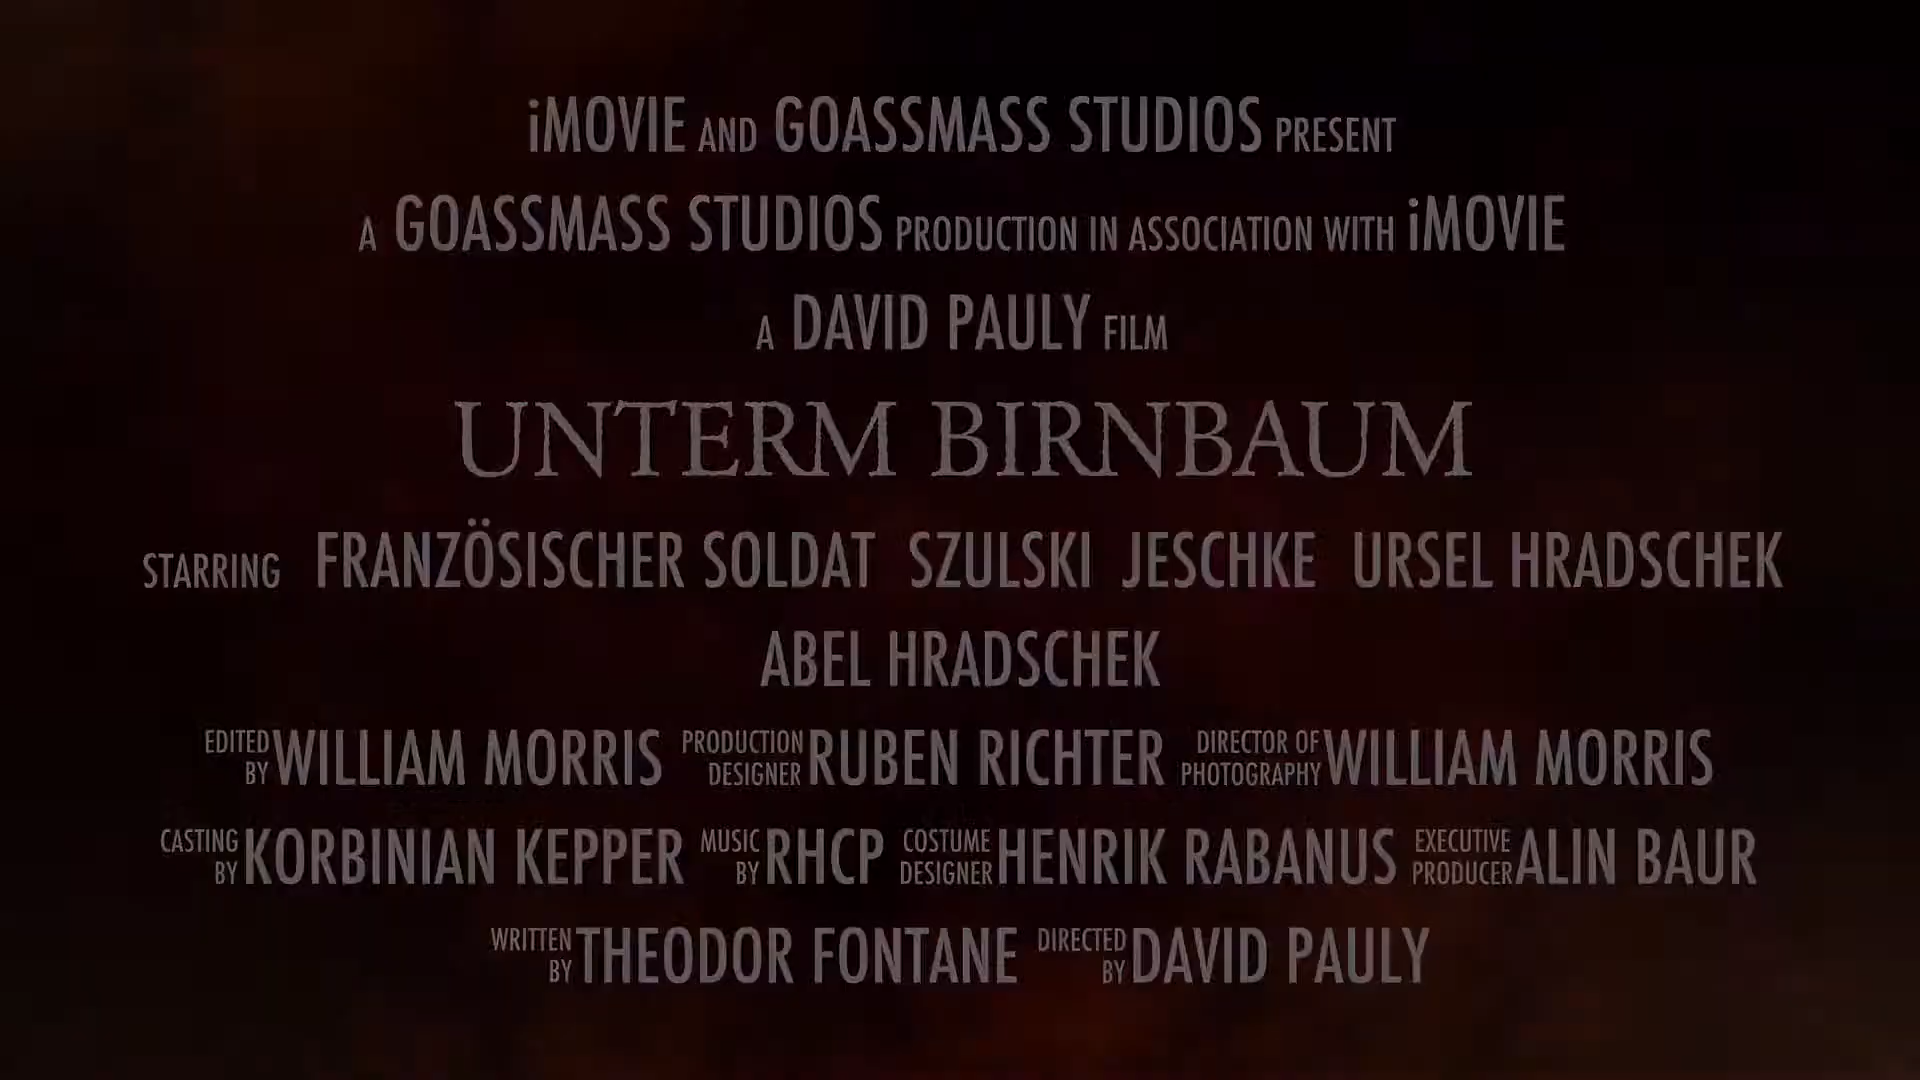 iMOVIE AND GOASSMASS STUDIOS PRESENT
A GOASSMASS STUDIOS PRODUCTION IN ASSOCIATION WITH iMOVIE
A DAVID PAULY FILM
UNTERM BIRNBAUM
STARRING FRANZÖSISCHER SOLDAT SZULSKI JESCHKE URSEL HRADSCHEK
ABEL HRADSCHEK
EDITED BY WILLIAM MORRIS PRODUCTION DESIGNER RUBEN RICHTER DIRECTOR OF PHOTOGRAPHY WILLIAM MORRIS
CASTING BY KORBINIAN KEPPER MUSIC BY RHCP COSTUME DESIGNER HENRIK RABANUS EXECUTIVE PRODUCER ALIN BAUR
WRITTEN BY THEODOR FONTANE DIRECTED BY DAVID PAULY